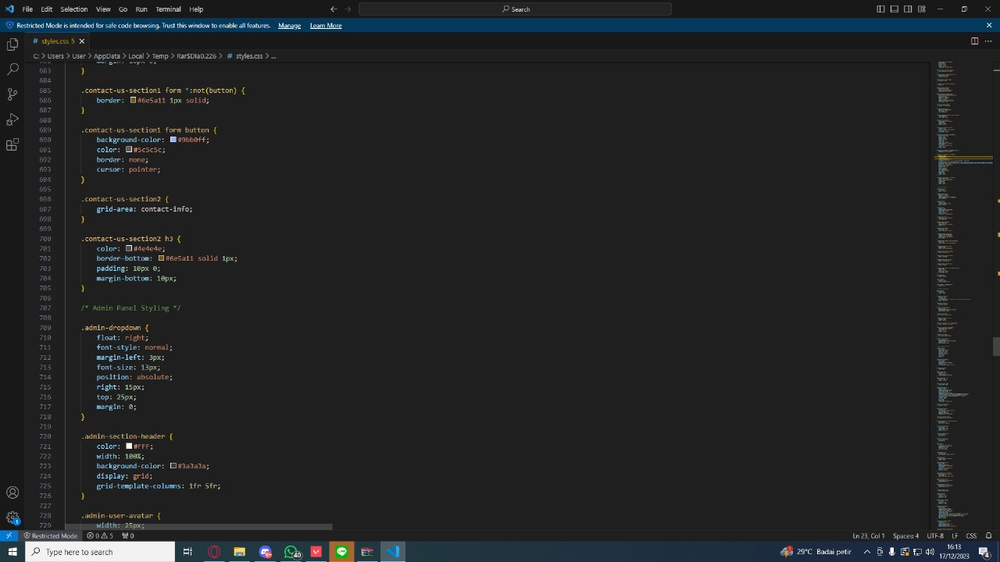 File Edit Selection View Go Run Terminal Help
Search
Restricted Mode is intended for safe code browsing. Trust this window to enable all features. Manage Learn More
# styles.css 5
C: > Users > User > AppData > Local > Temp > Rar$DIa0.226 > # styles.css > ...
683 }
684
685 .contact-us-section1 form *:not(button) {
686 border: #6e5a11 1px solid;
687 }
688
689 .contact-us-section1 form button {
690 background-color: #9bb0ff;
691 color: #5c5c5c;
692 border: none;
693 cursor: pointer;
694 }
695
696 .contact-us-section2 {
697 grid-area: contact-info;
698 }
699
700 .contact-us-section2 h3 {
701 color: #4e4e4e;
702 border-bottom: #6e5a11 solid 1px;
703 padding: 10px 0;
704 margin-bottom: 10px;
705 }
706
707 /* Admin Panel Styling */
708
709 .admin-dropdown {
710 float: right;
711 font-style: normal;
712 margin-left: 3px;
713 font-size: 13px;
714 position: absolute;
715 right: 15px;
716 top: 23px;
717 margin: 0;
718 }
719
720 .admin-section-header {
721 color: #FFF;
722 width: 100%;
723 background-color: #3a3a3a;
724 display: grid;
725 grid-template-columns: 1fr 5fr;
726 }
727
728 .admin-user-avatar {
729 width: 25px;
Restricted Mode 0 5 0 Ln 23, Col 1 Spaces: 4 UTF-8 LF CSS
Type here to search
40
29°C Badai petir
16:13
17/12/2023
4